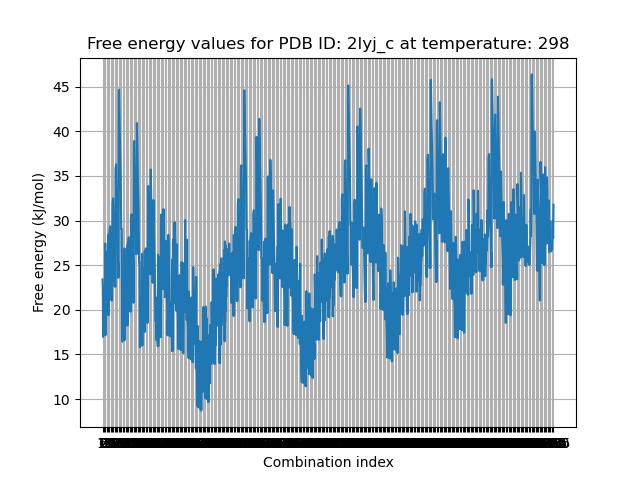 Free energy values for PDB ID: 2lyj_c at temperature: 298
Free energy (kJ/mol)
45
40
35
30
25
20
15
10
Combination index